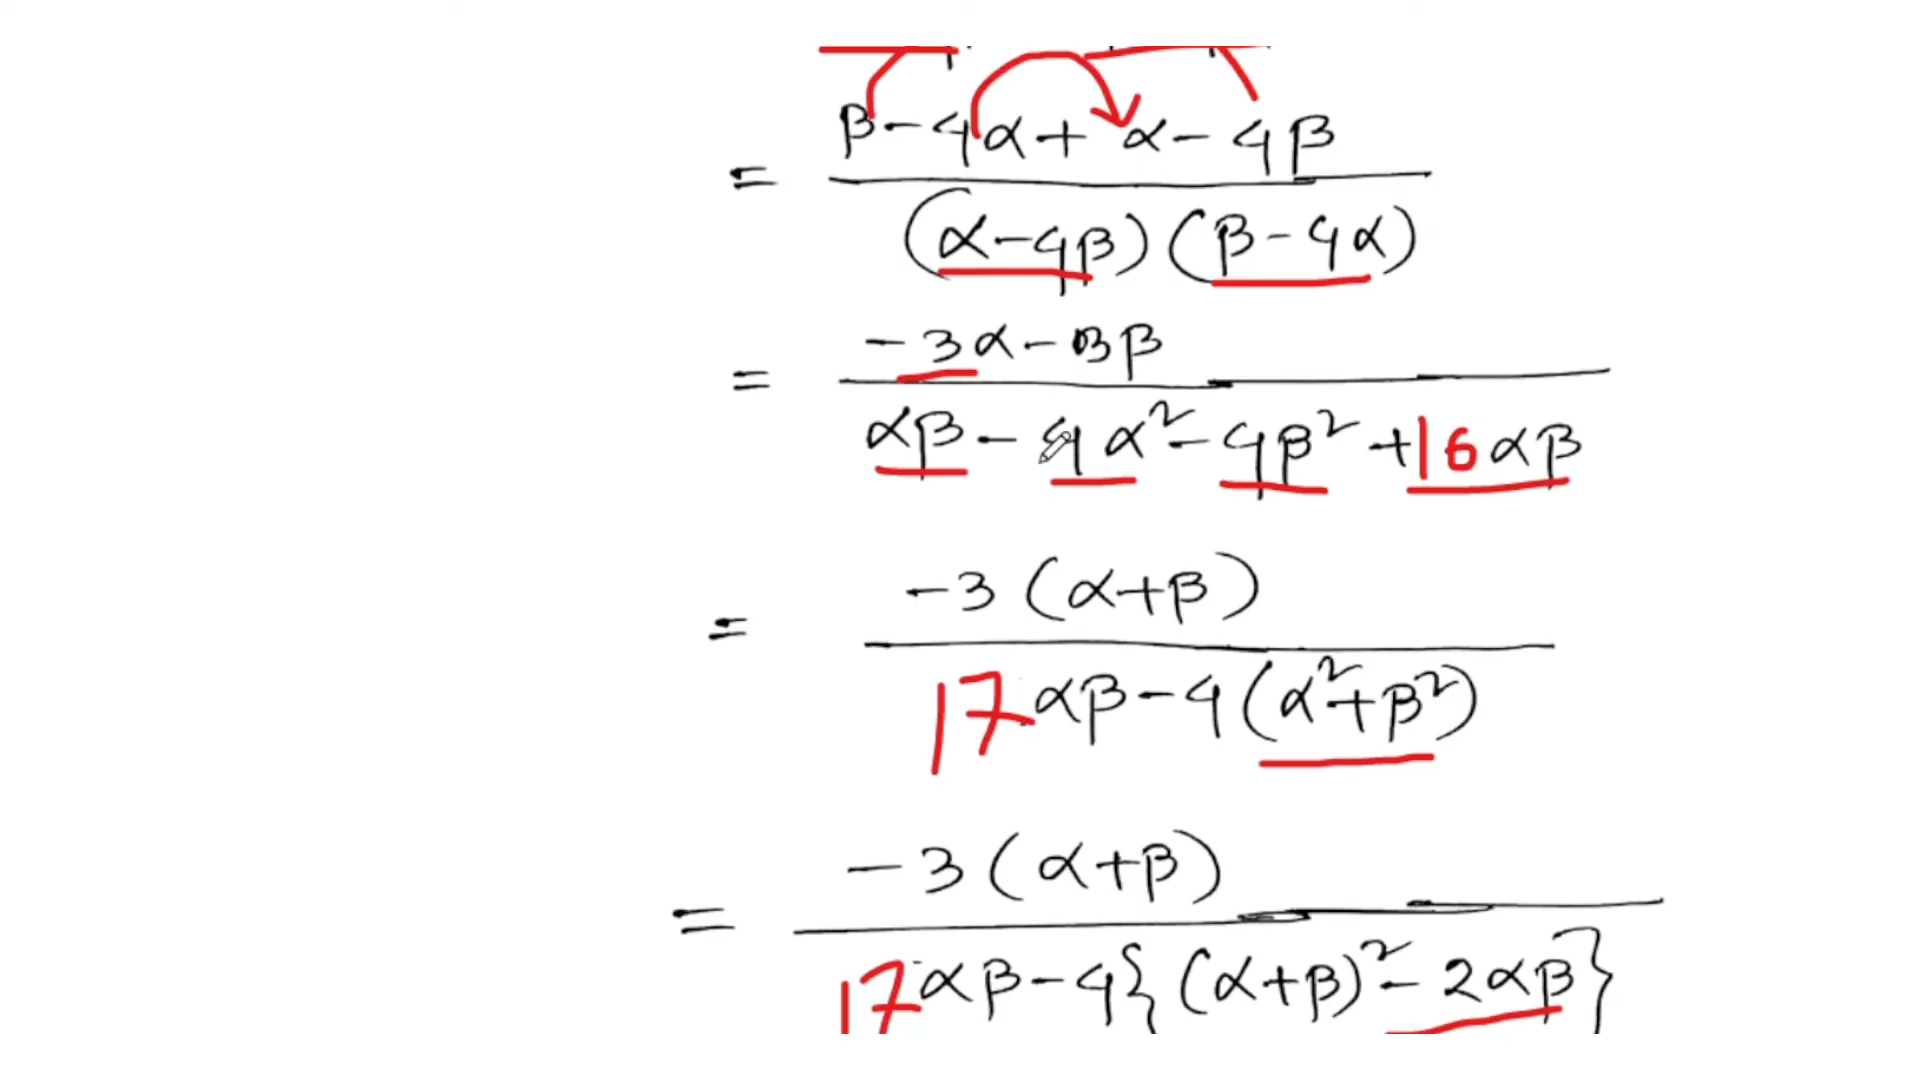 β - 4α + α - 4β
= (α - 4β) (β - 4α)
-3α - 3β
= αβ - 4α² - 4β² + 16αβ
-3 (α+β)
= 17αβ - 4(α²+β²)
-3 (α+β)
= 17αβ - 4{(α+β)² - 2αβ}